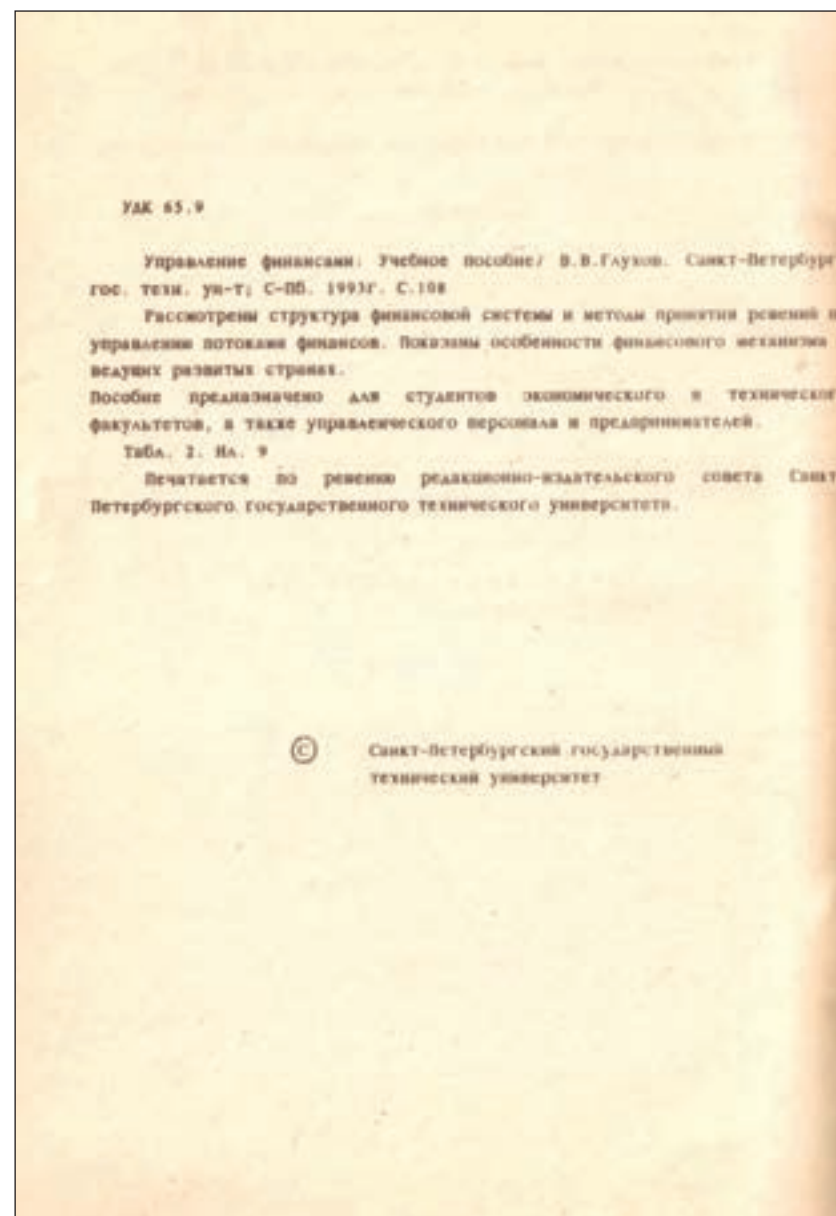 УДК 65.9
Управление финансами: Учебное пособие/ В.В.Глухов. Санкт-Петербург
гос. техн. ун-т; С-Пб. 1993г. С.108
Рассмотрены структура финансовой системы и методы принятия решений
управлении потоками финансов. Показаны особенности финансового механизма
ведущих развитых странах.
Пособие предназначено для студентов экономического и техническог
факультетов, а также управленческого персонала и предпринимателей.
Табл. 2. Ил. 9
Печатается по решению редакционно-издательского совета Санкт
Петербургского государственного технического университета.
© Санкт-Петербургский государственный
технический университет